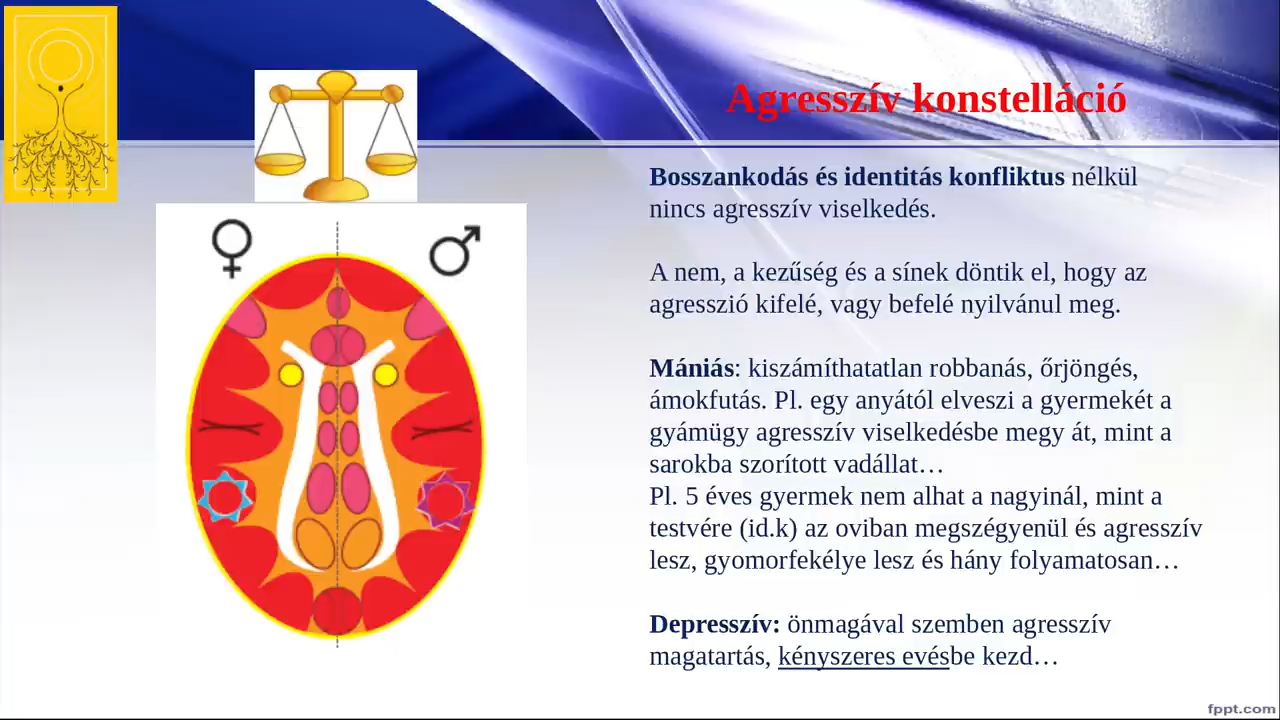 Agresszív konstelláció
Bosszankodás és identitás konfliktus nélkül
nincs agresszív viselkedés.
A nem, a kezűség és a sínek döntik el, hogy az
agresszió kifelé, vagy befelé nyilvánul meg.
Mániás: kiszámíthatatlan robbanás, őrjöngés,
ámokfutás. Pl. egy anyától elveszi a gyermekét a
gyámügy agresszív viselkedésbe megy át, mint a
sarokba szorított vadállat…
Pl. 5 éves gyermek nem alhat a nagyinál, mint a
testvére (id.k) az oviban megszégyenül és agresszív
lesz, gyomorfekélye lesz és hány folyamatosan…
Depresszív: önmagával szemben agresszív
magatartás, kényszeres evésbe kezd…
fppt.com